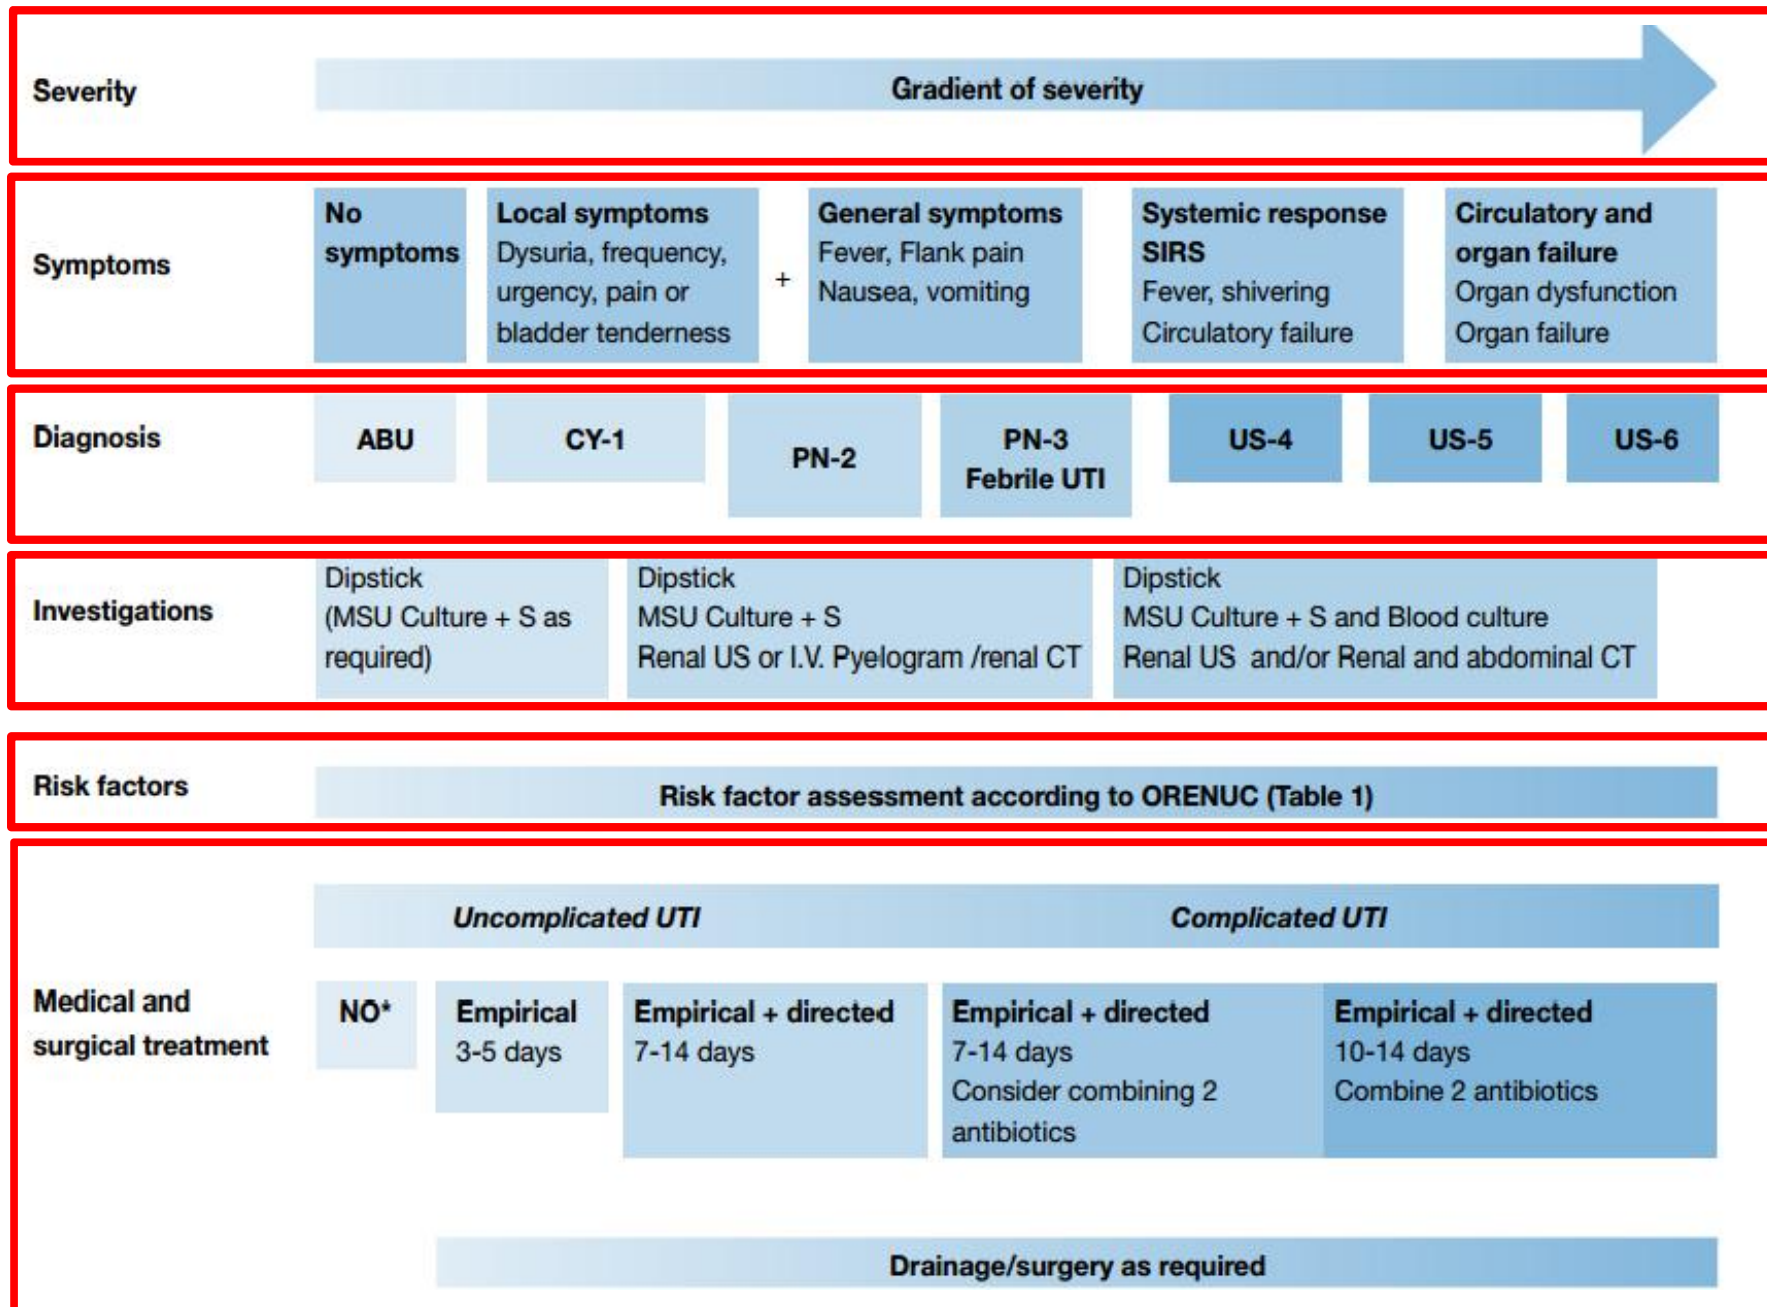 Severity
Gradient of severity
Symptoms
No
symptoms
Local symptoms
Dysuria, frequency,
urgency, pain or
bladder tenderness
+
General symptoms
Fever, Flank pain
Nausea, vomiting
Systemic response
SIRS
Fever, shivering
Circulatory failure
Circulatory and
organ failure
Organ dysfunction
Organ failure
Diagnosis
ABU
CY-1
PN-2
PN-3
Febrile UTI
US-4
US-5
US-6
Investigations
Dipstick
(MSU Culture + S as
required)
Dipstick
MSU Culture + S
Renal US or I.V. Pyelogram /renal CT
Dipstick
MSU Culture + S and Blood culture
Renal US and/or Renal and abdominal CT
Risk factors
Risk factor assessment according to ORENUC (Table 1)
Uncomplicated UTI
Complicated UTI
Medical and
surgical treatment
NO*
Empirical
3-5 days
Empirical + directed
7-14 days
Empirical + directed
7-14 days
Consider combining 2
antibiotics
Empirical + directed
10-14 days
Combine 2 antibiotics
Drainage/surgery as required